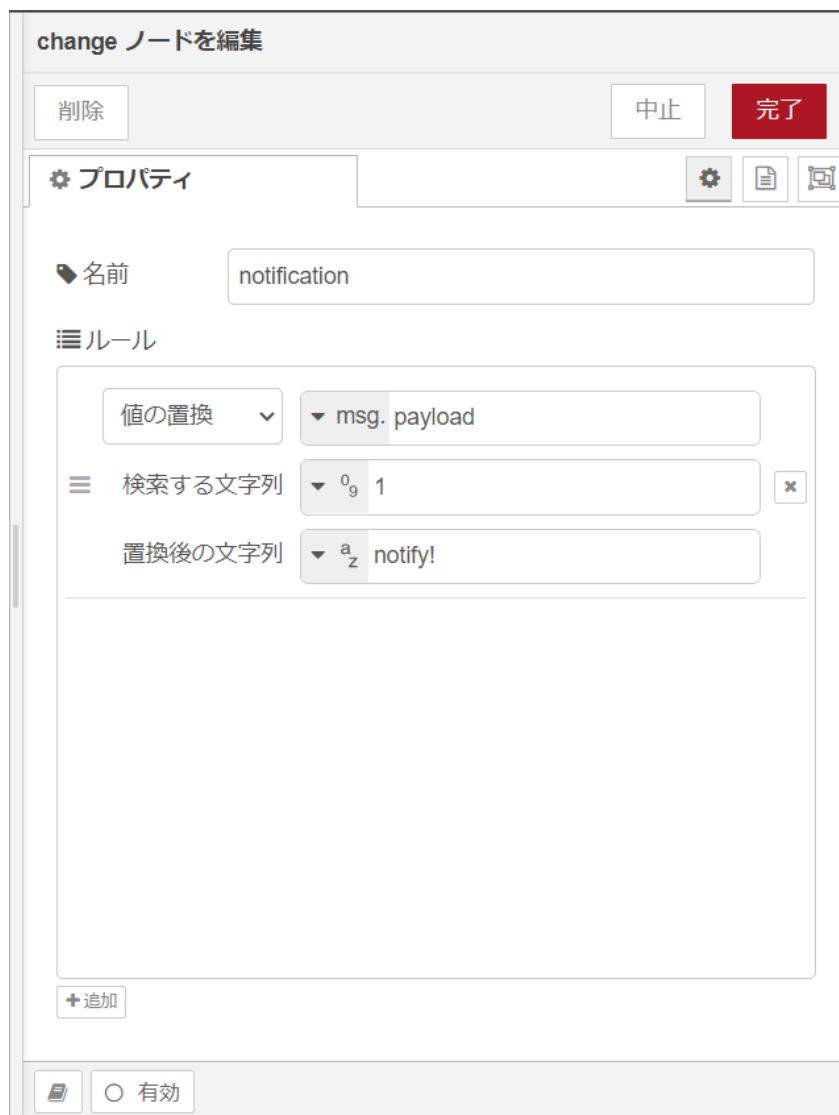 change ノードを編集
削除 中止 完了
プロパティ
名前 notification
ルール
値の置換 msg. payload
検索する文字列 09 1
置換後の文字列 az notify!
追加
有効